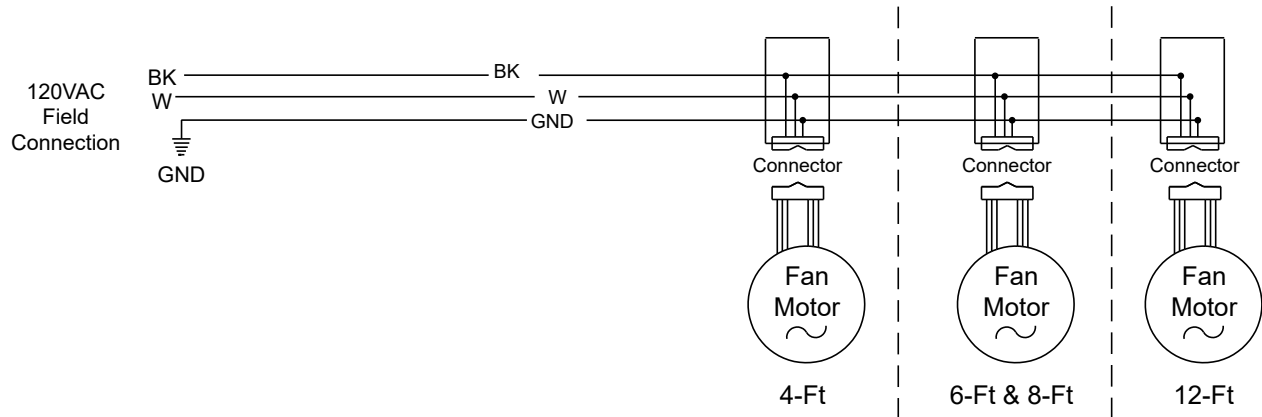 120VAC
Field
Connection
BK
W
GND
BK
W
GND
Connector
Connector
Connector
Fan
Motor
Fan
Motor
Fan
Motor
4-Ft
6-Ft & 8-Ft
12-Ft